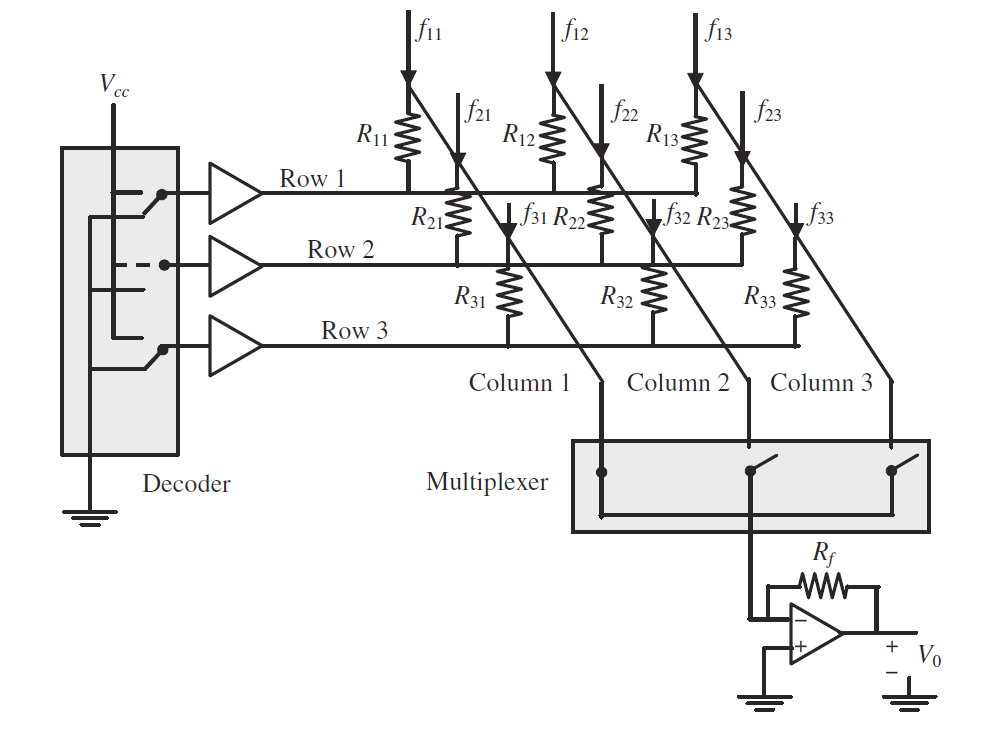 f11 f12 f13
Vcc
f21 f22 f23
R11 R12 R13
Row 1
R21 f31 R22 f32 R23 f33
Row 2
R31 R32 R33
Row 3
Column 1 Column 2 Column 3
Decoder
Multiplexer
Rf
−
+
+ V0
−